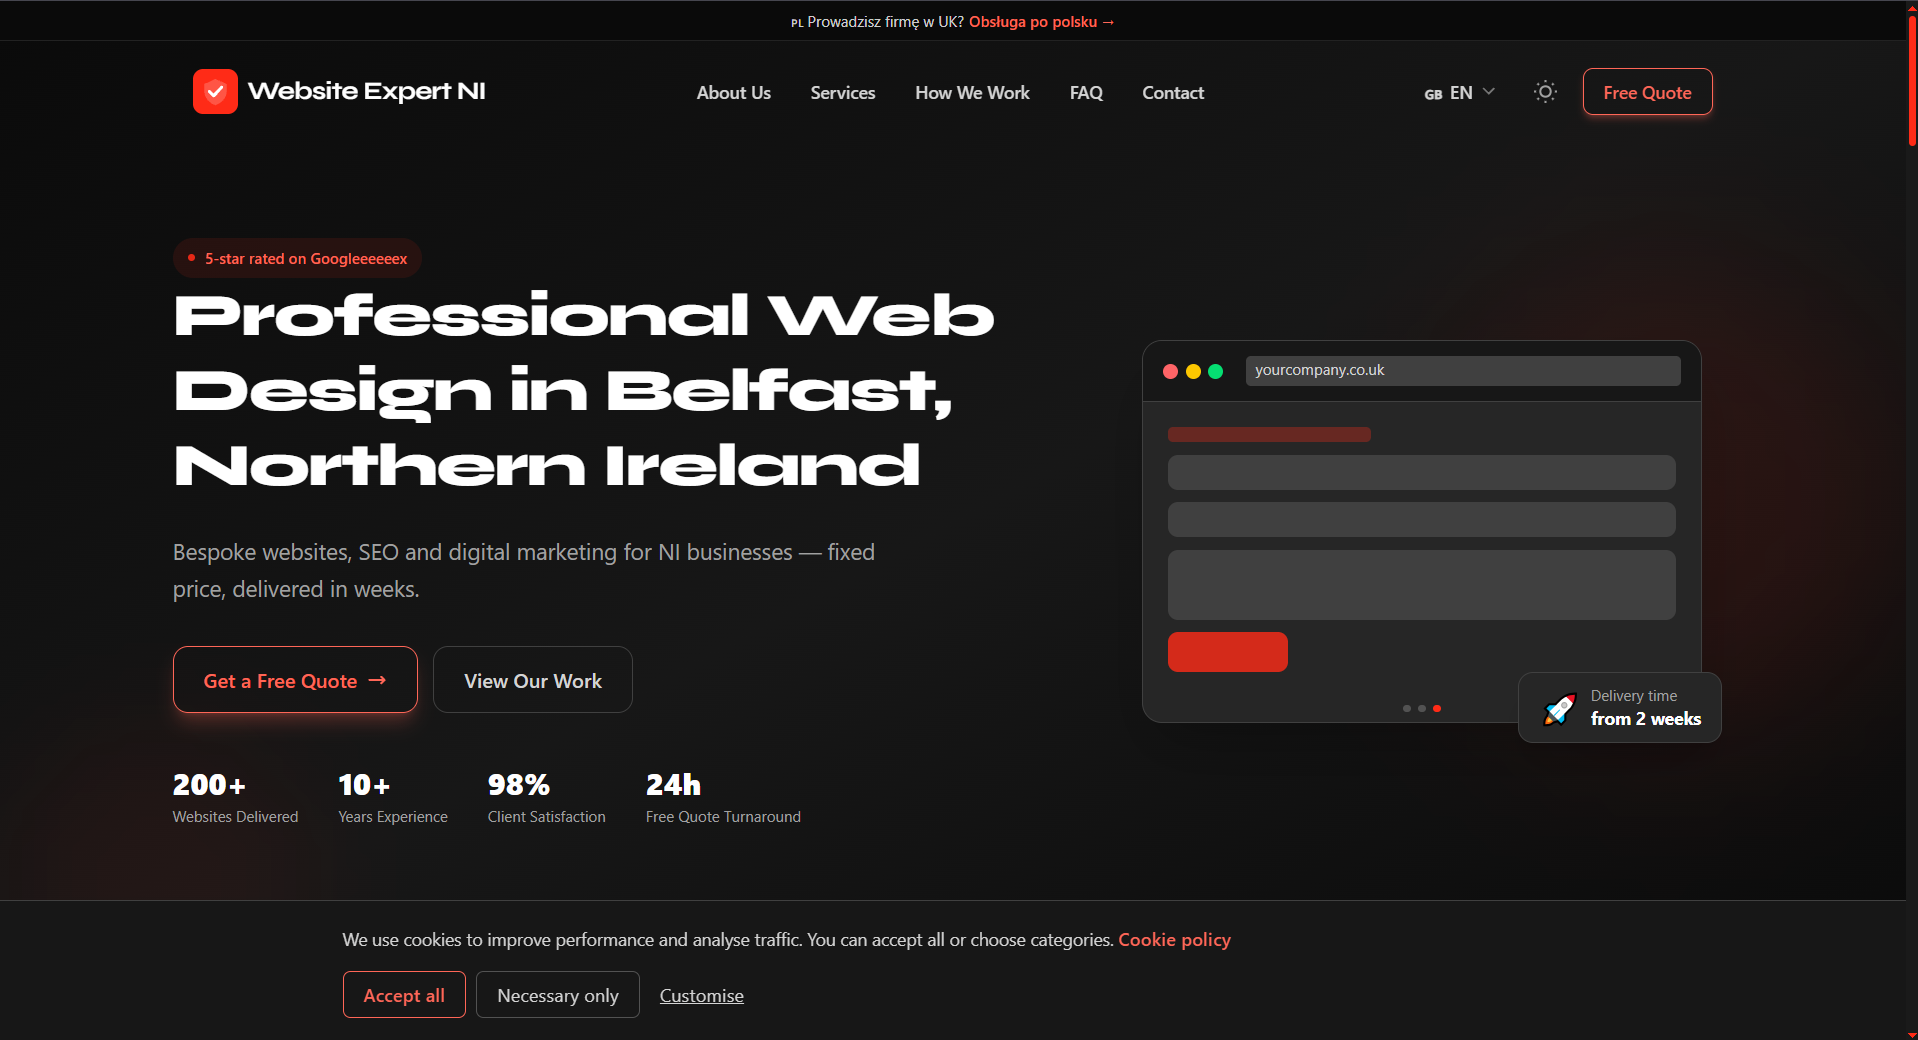 PL Prowadzisz firmę w UK? Obsługa po polsku →
Website Expert NI
About Us
Services
How We Work
FAQ
Contact
GB EN
Free Quote
5-star rated on Googleeeeeex
Professional Web
Design in Belfast,
Northern Ireland
Bespoke websites, SEO and digital marketing for NI businesses — fixed
price, delivered in weeks.
Get a Free Quote →
View Our Work
200+
Websites Delivered
10+
Years Experience
98%
Client Satisfaction
24h
Free Quote Turnaround
yourcompany.co.uk
Delivery time
from 2 weeks
We use cookies to improve performance and analyse traffic. You can accept all or choose categories. Cookie policy
Accept all
Necessary only
Customise